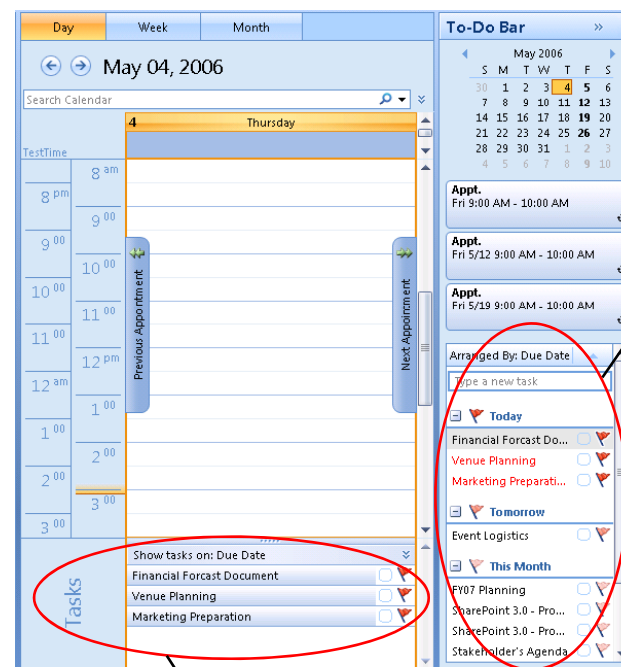 Day Week Month
May 04, 2006
Search Calendar
4 Thursday
TestTime
8 am
8 pm
9 00
9 00
10 00
10 00
11 00
11 00
12 pm
12 am
1 00
1 00
2 00
2 00
3 00
3 00
Previous Appointment
Next Appointment
Tasks
Show tasks on: Due Date
Financial Forcast Document
Venue Planning
Marketing Preparation
To-Do Bar »
May 2006
S M T W T F S
30 1 2 3 4 5 6
7 8 9 10 11 12 13
14 15 16 17 18 19 20
21 22 23 24 25 26 27
28 29 30 31 1 2 3
4 5 6 7 8 9 10
Appt.
Fri 9:00 AM - 10:00 AM
Appt.
Fri 5/12 9:00 AM - 10:00 AM
Appt.
Fri 5/19 9:00 AM - 10:00 AM
Arranged By: Due Date
Type a new task
Today
Financial Forcast Do...
Venue Planning
Marketing Preparati...
Tomorrow
Event Logistics
This Month
FY07 Planning
SharePoint 3.0 - Pro...
SharePoint 3.0 - Pro...
Stakeholder's Agenda